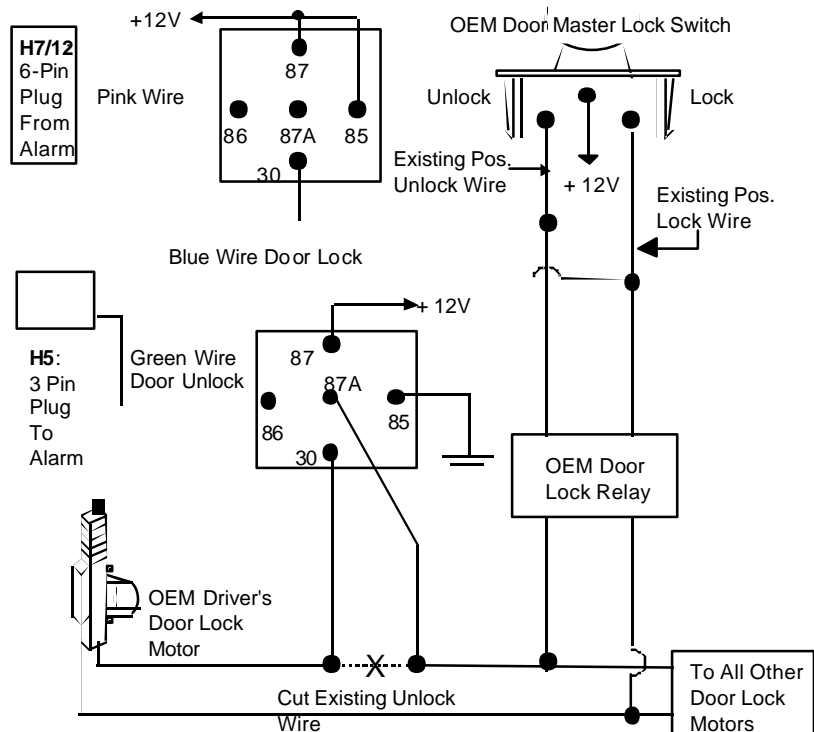 +12V
OEM Door Master Lock Switch
H7/12
6-Pin
Plug
From
Alarm
Pink Wire
87
86
87A
85
30
Unlock
Lock
Existing Pos.
Unlock Wire
+ 12V
Existing Pos.
Lock Wire
Blue Wire Door Lock
+ 12V
H5:
3 Pin
Plug
To
Alarm
Green Wire
Door Unlock
87
87A
86
85
30
OEM Door
Lock Relay
OEM Driver's
Door Lock
Motor
X
Cut Existing Unlock
Wire
To All Other
Door Lock
Motors